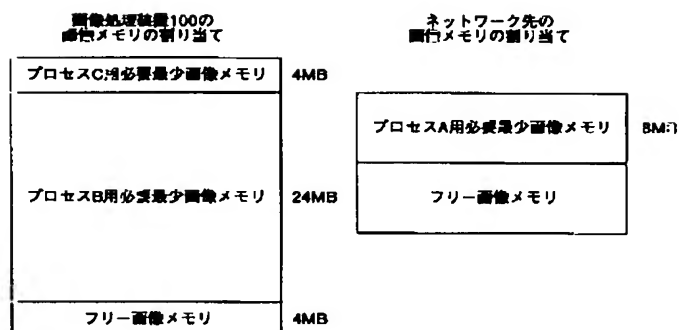 画像処理装置100の
画像メモリの割り当て
プロセスC用必要最少画像メモリ
4MB
プロセスB用必要最少画像メモリ
24MB
フリー画像メモリ
4MB
ネットワーク先の
画像メモリの割り当て
プロセスA用必要最少画像メモリ
8MB
フリー画像メモリ